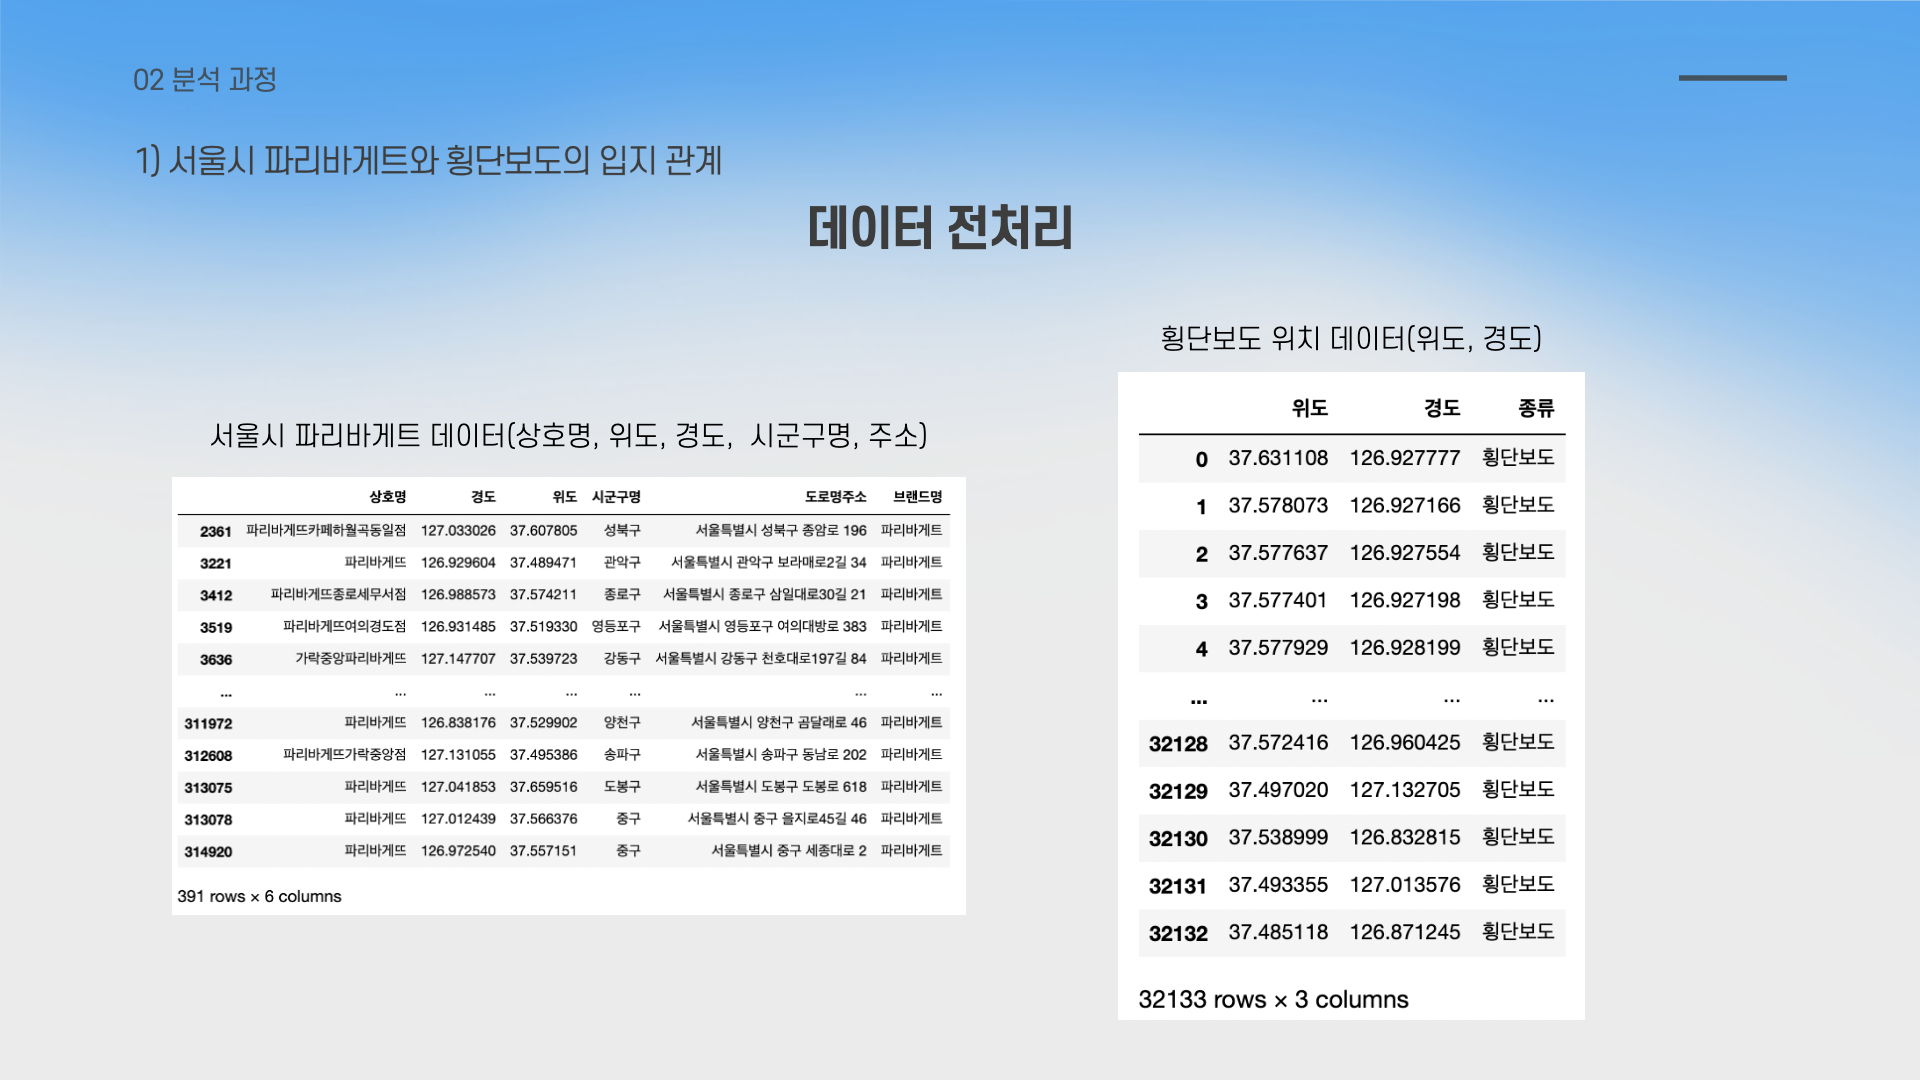 02 분석 과정
1) 서울시 파리바게트와 횡단보도의 입지 관계
데이터 전처리
서울시 파리바게트 데이터(상호명, 위도, 경도, 시군구명, 주소)
상호명 경도 위도 시군구명 도로명주소 브랜드명
2361 파리바게뜨카페하월곡동일점 127.033026 37.607805 성북구 서울특별시 성북구 종암로 196 파리바게트
3221 파리바게뜨 126.929604 37.489471 관악구 서울특별시 관악구 보라매로2길 34 파리바게트
3412 파리바게뜨종로세무서점 126.988573 37.574211 종로구 서울특별시 종로구 삼일대로30길 21 파리바게트
3519 파리바게뜨여의경도점 126.931485 37.519330 영등포구 서울특별시 영등포구 여의대방로 383 파리바게트
3636 가락중앙파리바게뜨 127.147707 37.539723 강동구 서울특별시 강동구 천호대로197길 84 파리바게트
... ... ... ... ... ... ...
311972 파리바게뜨 126.838176 37.529902 양천구 서울특별시 양천구 곰달래로 46 파리바게트
312608 파리바게뜨가락중앙점 127.131055 37.495386 송파구 서울특별시 송파구 동남로 202 파리바게트
313075 파리바게뜨 127.041853 37.659516 도봉구 서울특별시 도봉구 도봉로 618 파리바게트
313078 파리바게뜨 127.012439 37.566376 중구 서울특별시 중구 을지로45길 46 파리바게트
314920 파리바게뜨 126.972540 37.557151 중구 서울특별시 중구 세종대로 2 파리바게트
391 rows × 6 columns
횡단보도 위치 데이터(위도, 경도)
위도 경도 종류
0 37.631108 126.927777 횡단보도
1 37.578073 126.927166 횡단보도
2 37.577637 126.927554 횡단보도
3 37.577401 126.927198 횡단보도
4 37.577929 126.928199 횡단보도
... ... ... ...
32128 37.572416 126.960425 횡단보도
32129 37.497020 127.132705 횡단보도
32130 37.538999 126.832815 횡단보도
32131 37.493355 127.013576 횡단보도
32132 37.485118 126.871245 횡단보도
32133 rows × 3 columns